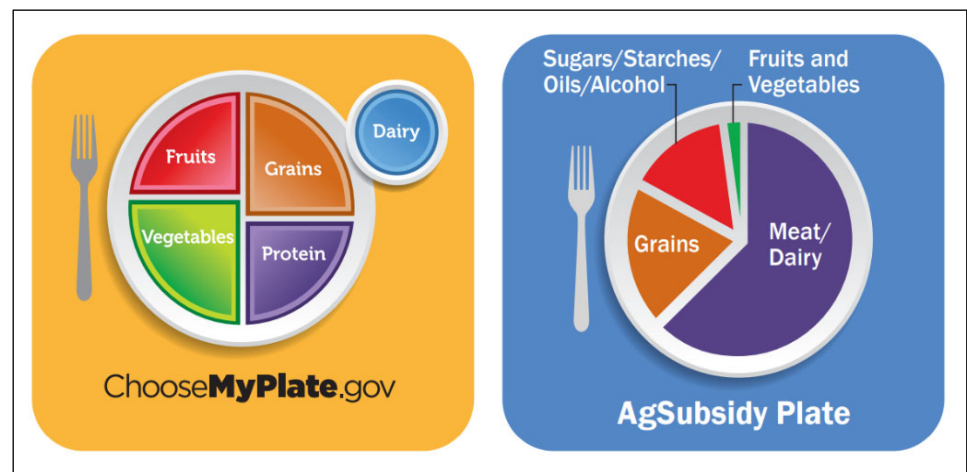 Fruits
Grains
Dairy
Vegetables
Protein
ChooseMyPlate.gov
Sugars/Starches/
Oils/Alcohol
Fruits and
Vegetables
Grains
Meat/
Dairy
AgSubsidy Plate